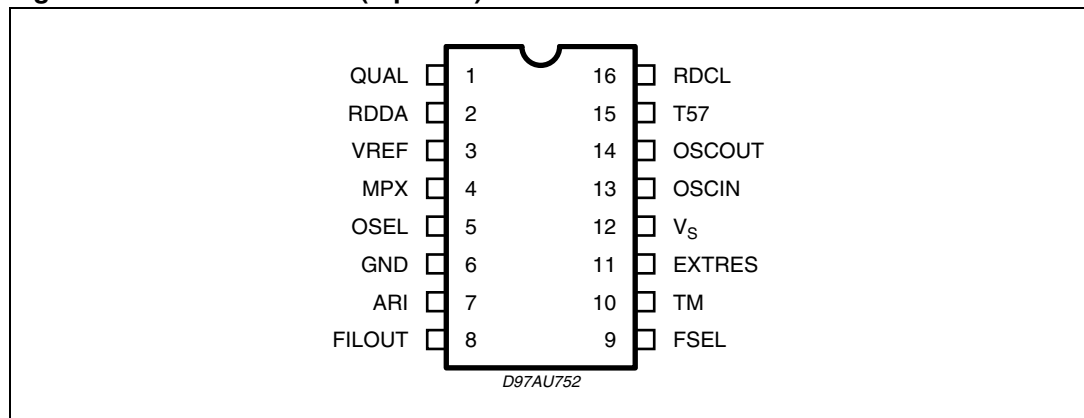 QUAL 1 16 RDCL
RDDA 2 15 T57
VREF 3 14 OSCOUT
MPX 4 13 OSCIN
OSEL 5 12 VS
GND 6 11 EXTRES
ARI 7 10 TM
FILOUT 8 9 FSEL
D97AU752